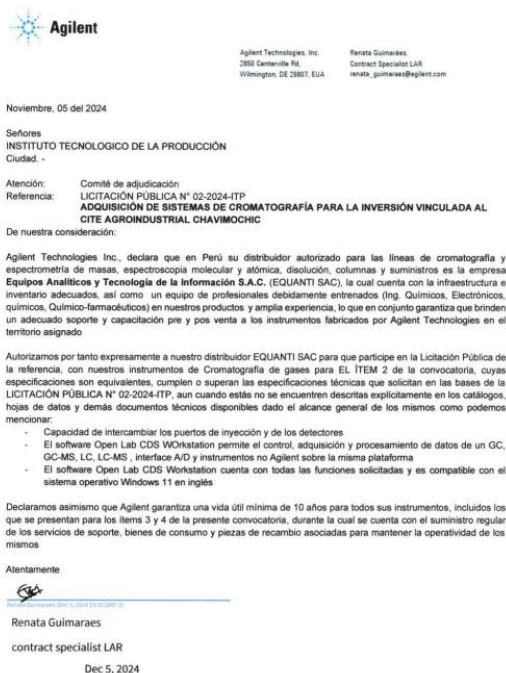 Agilent
Agilent Technologies, Inc.
2850 Centerville Rd.
Wilmington, DE 29807, EUA
Renata Guimarães.
Contract Specialist LAR
renata_guimaraes@agilent.com
Noviembre, 05 del 2024
Señores
INSTITUTO TECNOLOGICO DE LA PRODUCCIÓN
Ciudad. -
Atención: Comité de adjudicación
Referencia: LICITACIÓN PÚBLICA N° 02-2024-ITP
ADQUISICIÓN DE SISTEMAS DE CROMATOGRAFÍA PARA LA INVERSIÓN VINCULADA AL
CITE AGROINDUSTRIAL CHAVIMOCHIC
De nuestra consideración:
Agilent Technologies Inc., declara que en Perú su distribuidor autorizado para las líneas de cromatografía y
espectrometría de masas, espectroscopia molecular y atómica, disolución, columnas y suministros es la empresa
Equipos Analíticos y Tecnología de la Información S.A.C. (EQUANTI SAC), la cual cuenta con la infraestructura e
inventario adecuados, así como un equipo de profesionales debidamente entrenados (Ing. Químicos, Electrónicos,
químicos, Químico-farmacéuticos) en nuestros productos y amplia experiencia, lo que en conjunto garantiza que brinden
un adecuado soporte y capacitación pre y pos venta a los instrumentos fabricados por Agilent Technologies en el
territorio asignado
Autorizamos por tanto expresamente a nuestro distribuidor EQUANTI SAC para que participe en la Licitación Pública de
la referencia, con nuestros instrumentos de Cromatografía de gases para EL ÍTEM 2 de la convocatoria, cuyas
especificaciones son equivalentes, cumplen o superan las especificaciones técnicas que solicitan en las bases de la
LICITACIÓN PÚBLICA N° 02-2024-ITP, aun cuando estás no se encuentren descritas explícitamente en los catálogos,
hojas de datos y demás documentos técnicos disponibles dado el alcance general de los mismos como podemos
mencionar:
- Capacidad de intercambiar los puertos de inyección y de los detectores
- El software Open Lab CDS WOrkstation permite el control, adquisición y procesamiento de datos de un GC,
GC-MS, LC, LC-MS , interface A/D y instrumentos no Agilent sobre la misma plataforma
- El software Open Lab CDS Workstation cuenta con todas las funciones solicitadas y es compatible con el
sistema operativo Windows 11 en inglés
Declaramos asimismo que Agilent garantiza una vida útil mínima de 10 años para todos sus instrumentos, incluidos los
que se presentan para los ítems 3 y 4 de la presente convocatoria, durante la cual se cuenta con el suministro regular
de los servicios de soporte, bienes de consumo y piezas de recambio asociadas para mantener la operatividad de los
mismos
Atentamente
Renata Guimaraes
contract specialist LAR
Dec 5, 2024